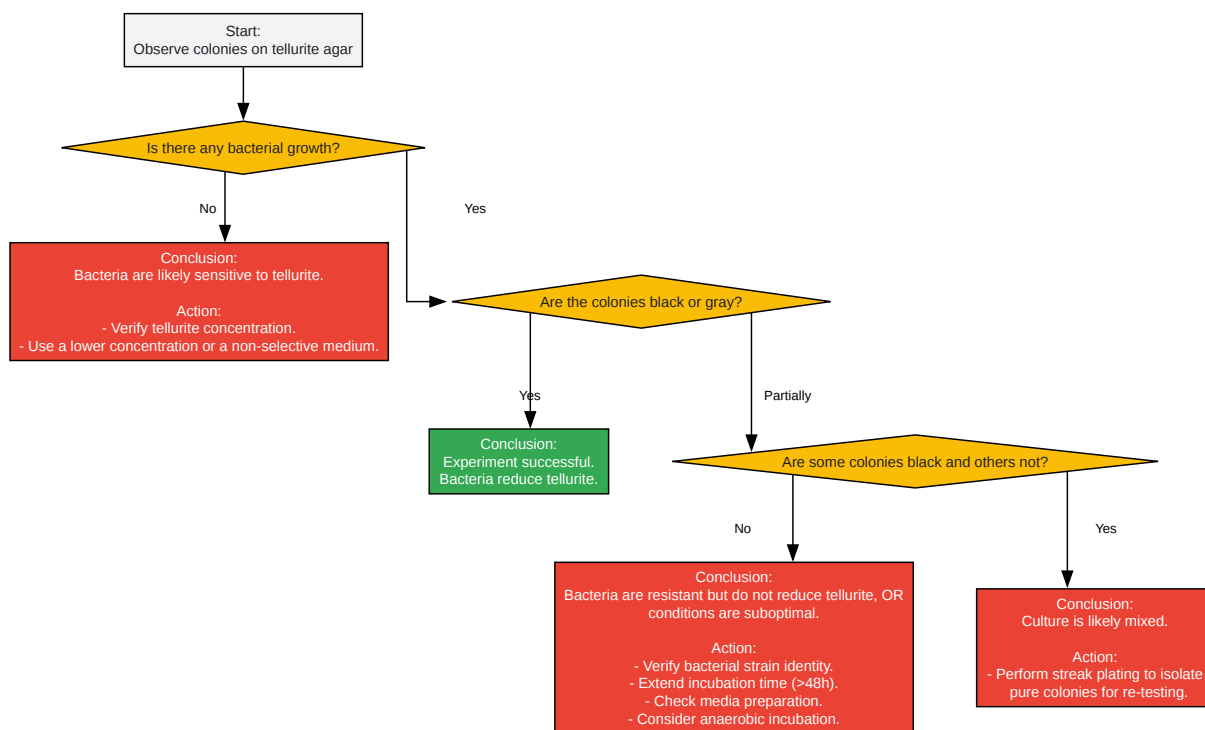 Start:
Observe colonies on tellurite agar
Is there any bacterial growth?
No
Yes
Conclusion:
Bacteria are likely sensitive to tellurite.
Action:
- Verify tellurite concentration.
- Use a lower concentration or a non-selective medium.
Are the colonies black or gray?
Yes
Partially
Conclusion:
Experiment successful.
Bacteria reduce tellurite.
Are some colonies black and others not?
No
Yes
Conclusion:
Bacteria are resistant but do not reduce tellurite, OR
conditions are suboptimal.
Action:
- Verify bacterial strain identity.
- Extend incubation time (>48h).
- Check media preparation.
- Consider anaerobic incubation.
Conclusion:
Culture is likely mixed.
Action:
- Perform streak plating to isolate
pure colonies for re-testing.